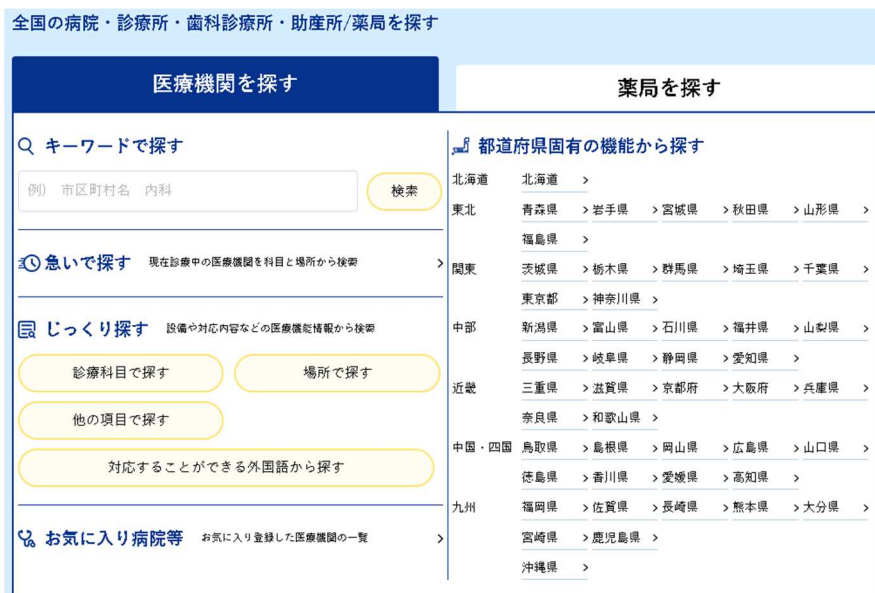 全国の病院・診療所・歯科診療所・助産所/薬局を探す
医療機関を探す
薬局を探す
キーワードで探す
例） 市区町村名　内科
検索
急いで探す 現在診療中の医療機関を科目と場所から検索 >
じっくり探す 設備や対応内容などの医療機能情報から検索
診療科目で探す
場所で探す
他の項目で探す
対応することができる外国語から探す
お気に入り病院等 お気に入り登録した医療機関の一覧 >
都道府県固有の機能から探す
北海道 北海道 >
東北 青森県 > 岩手県 > 宮城県 > 秋田県 > 山形県 >
福島県 >
関東 茨城県 > 栃木県 > 群馬県 > 埼玉県 > 千葉県 >
東京都 > 神奈川県 >
中部 新潟県 > 富山県 > 石川県 > 福井県 > 山梨県 >
長野県 > 岐阜県 > 静岡県 > 愛知県 >
近畿 三重県 > 滋賀県 > 京都府 > 大阪府 > 兵庫県 >
奈良県 > 和歌山県 >
中国・四国 鳥取県 > 島根県 > 岡山県 > 広島県 > 山口県 >
徳島県 > 香川県 > 愛媛県 > 高知県 >
九州 福岡県 > 佐賀県 > 長崎県 > 熊本県 > 大分県 >
宮崎県 > 鹿児島県 >
沖縄県 >